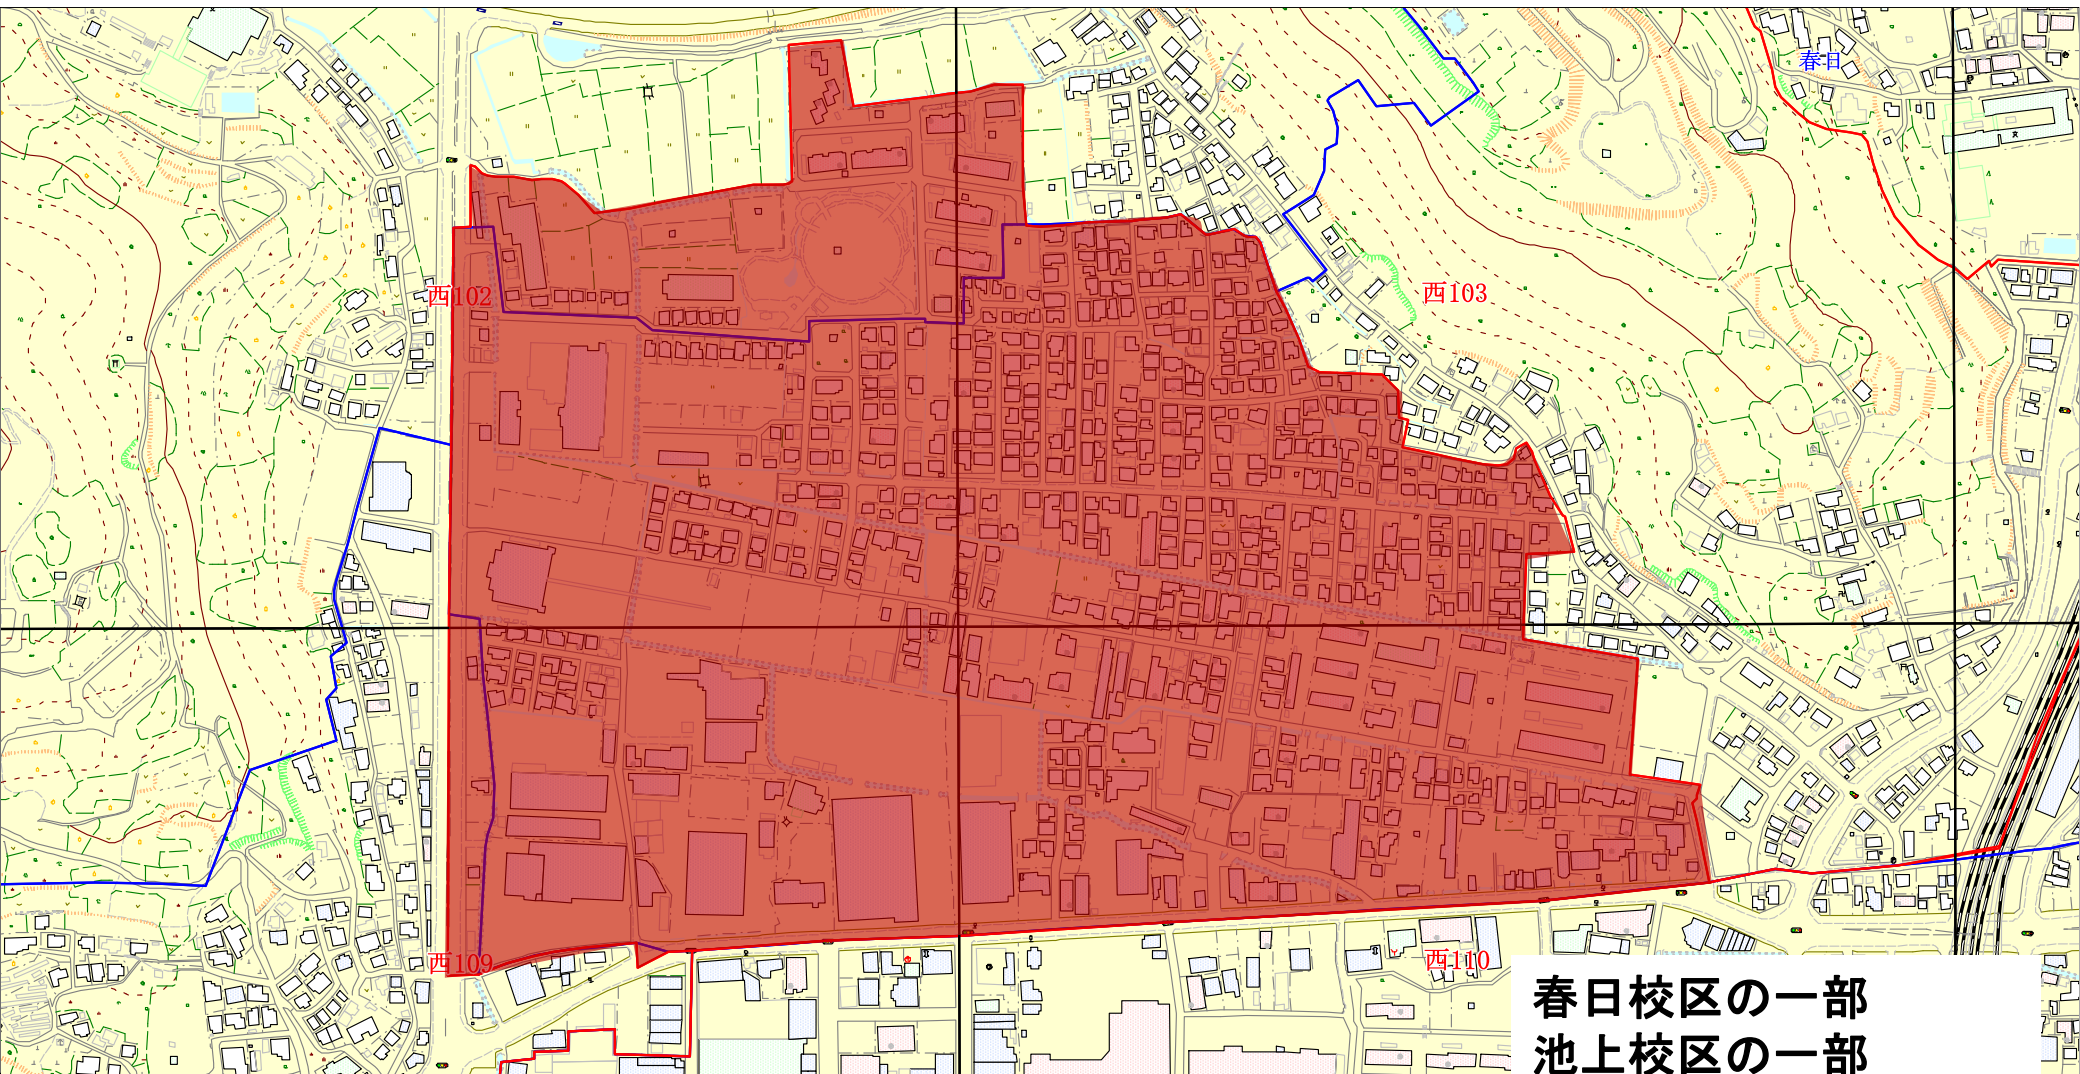 春日
西102
西103
西109
西110
春日校区の一部
池上校区の一部